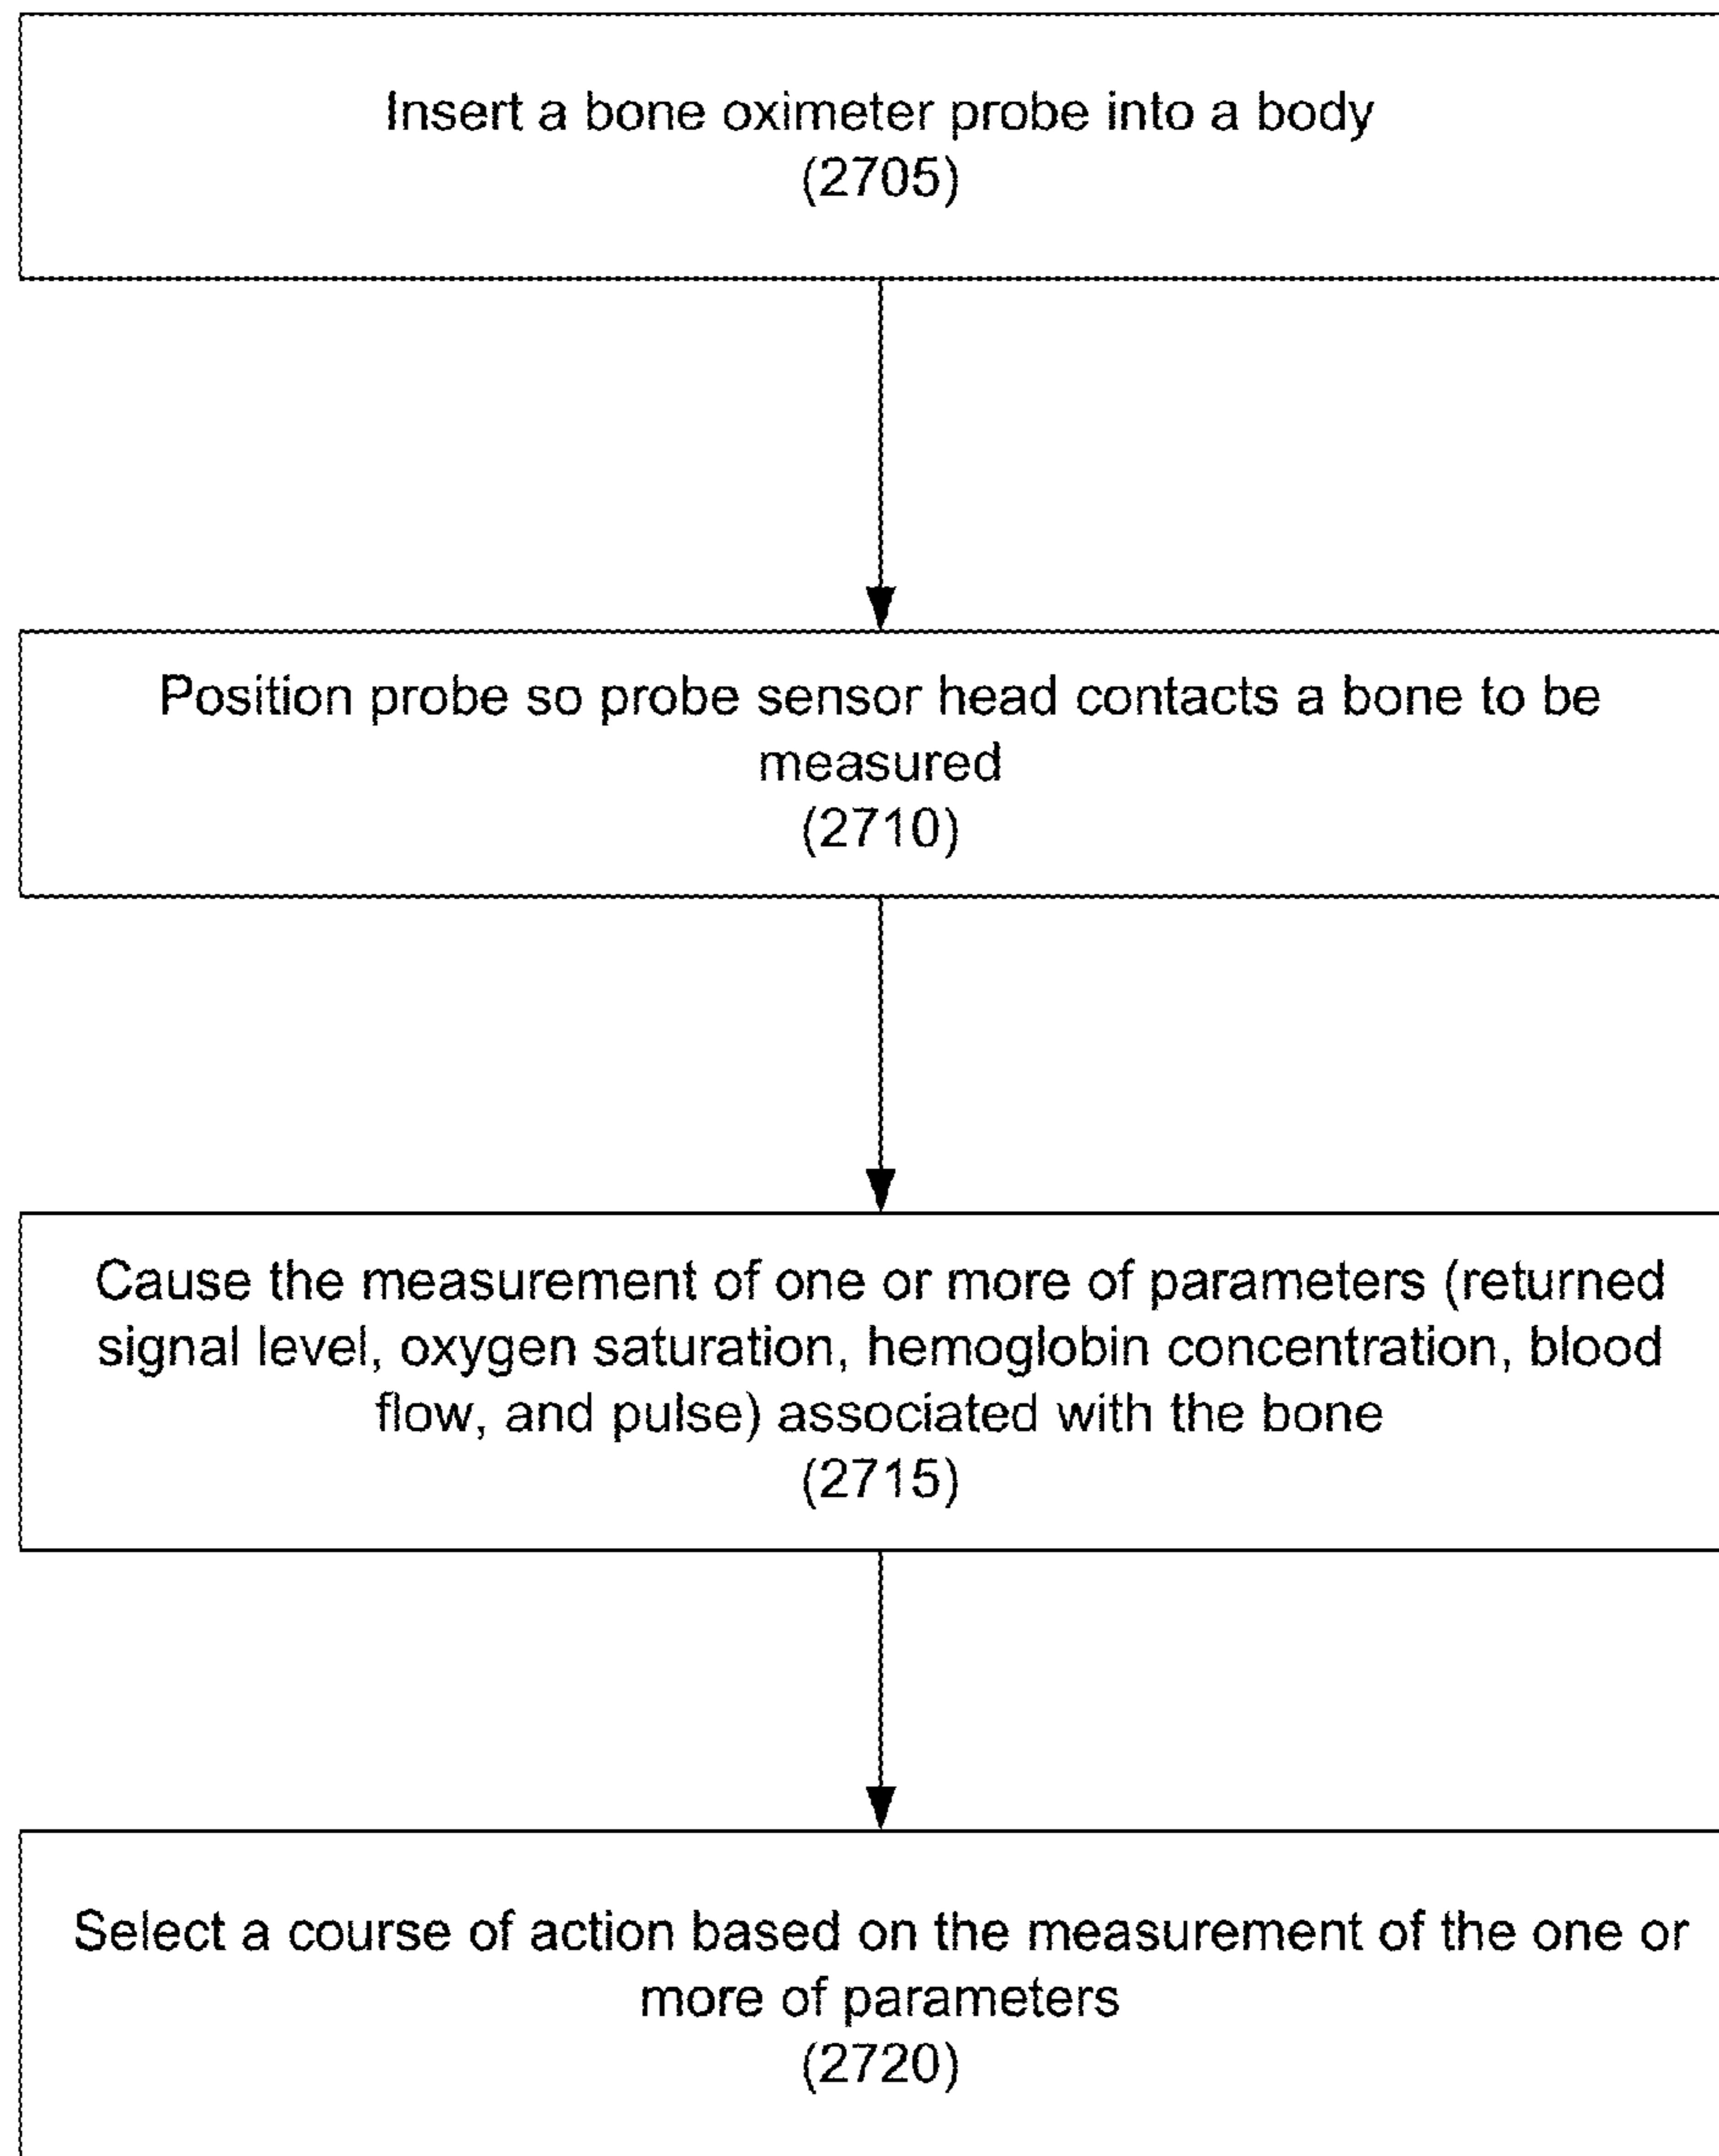 Insert a bone oximeter probe into a body
(2705)
Position probe so probe sensor head contacts a bone to be
measured
(2710)
Cause the measurement of one or more of parameters (returned
signal level, oxygen saturation, hemoglobin concentration, blood
flow, and pulse) associated with the bone
(2715)
Select a course of action based on the measurement of the one or
more of parameters
(2720)